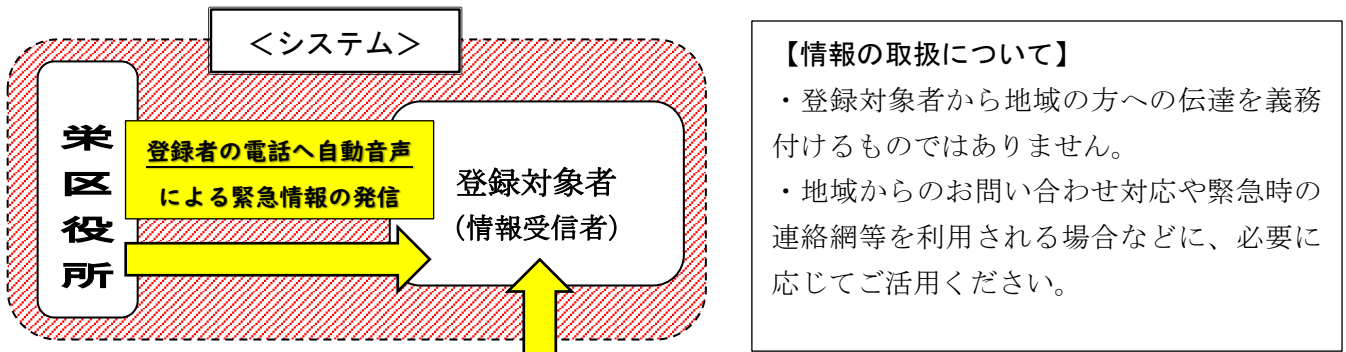 ＜システム＞
栄区役所
登録者の電話へ自動音声
による緊急情報の発信
登録対象者
（情報受信者）
【情報の取扱について】
・登録対象者から地域の方への伝達を義務
付けるものではありません。
・地域からのお問い合わせ対応や緊急時の
連絡網等を利用される場合などに、必要に
応じてご活用ください。